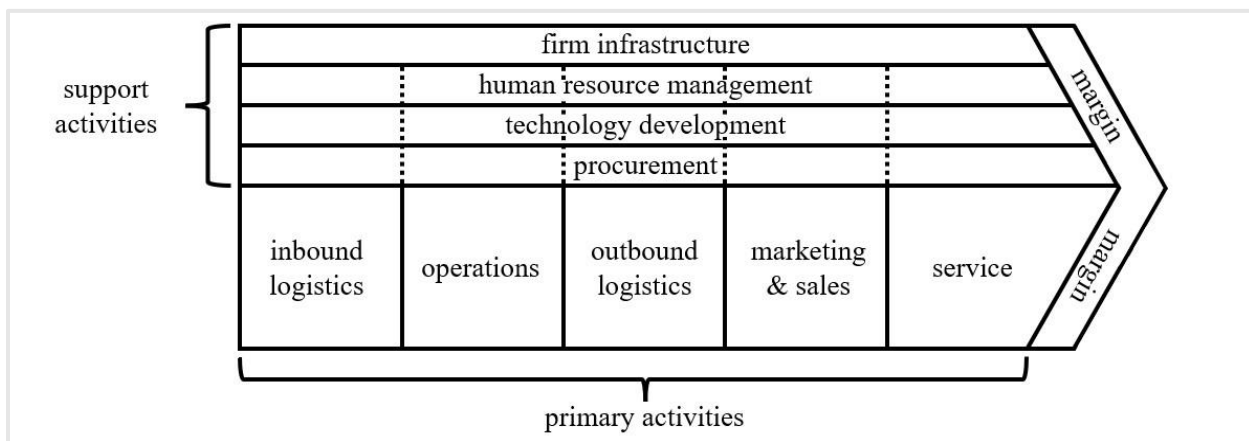 firm infrastructure
human resource management
technology development
procurement
support
activities
margin
margin
inbound
logistics
operations
outbound
logistics
marketing
& sales
service
primary activities